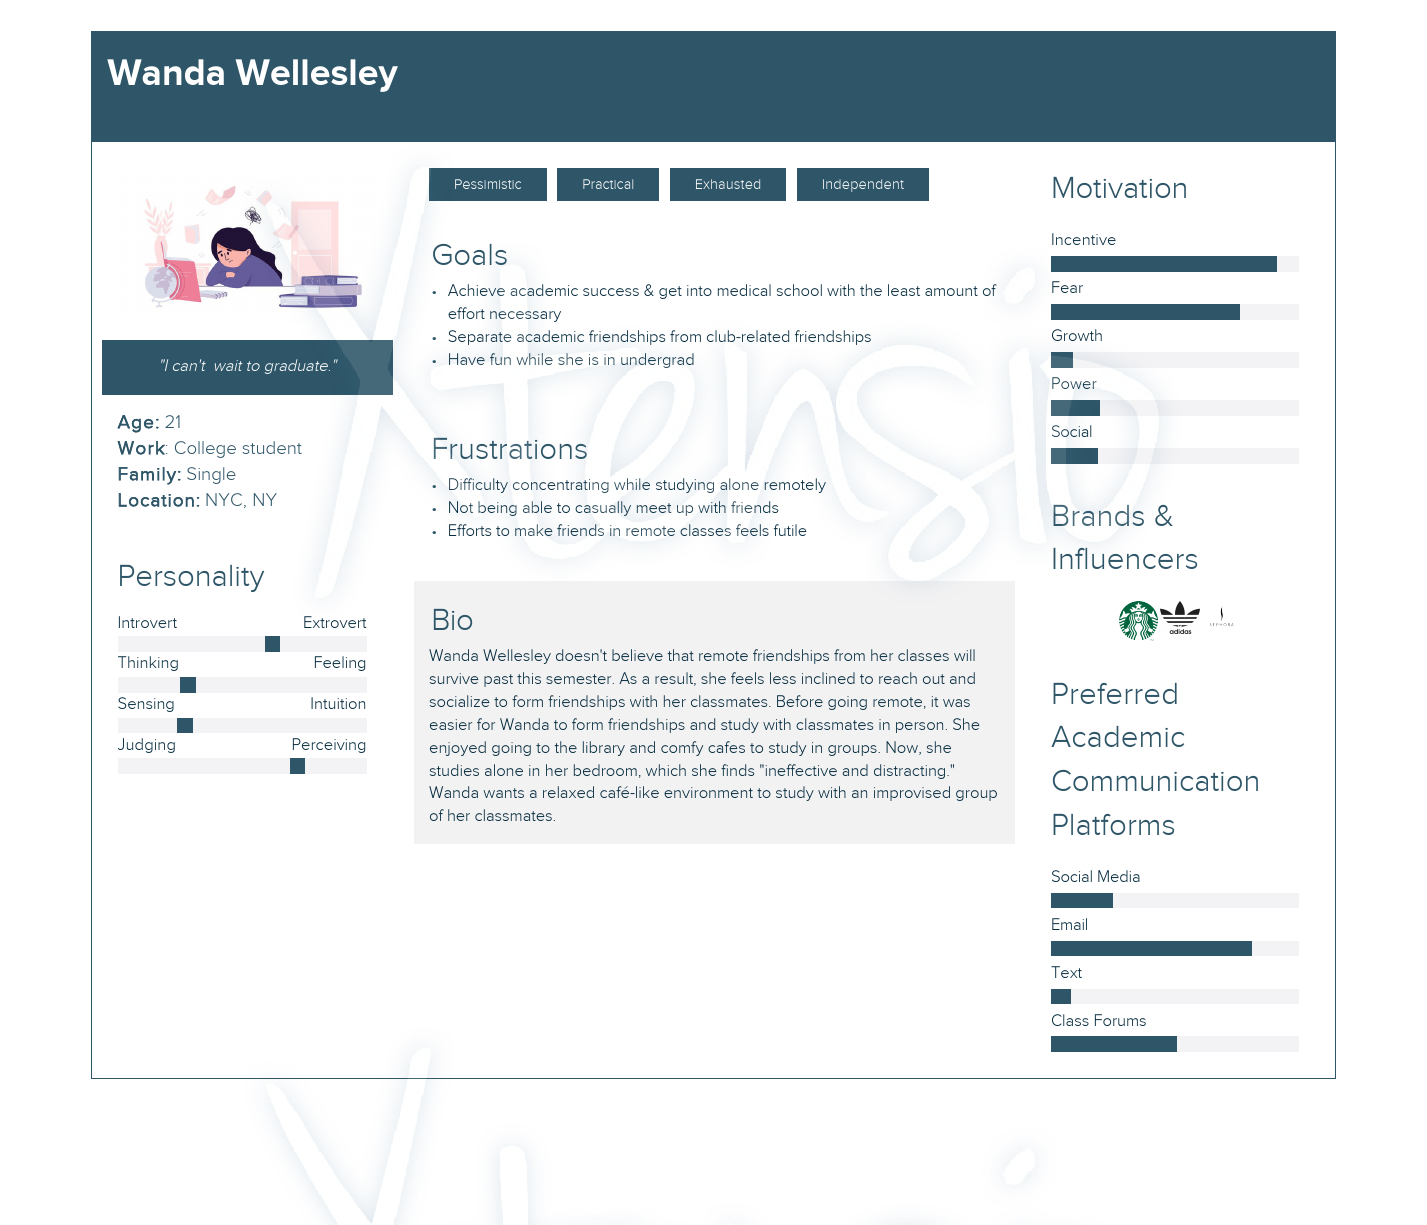 Wanda Wellesley
"I can't  wait to graduate."
Age: 21
Work: College student
Family: Single
Location: NYC, NY
Personality
Introvert Extrovert
Thinking Feeling
Sensing Intuition
Judging Perceiving
Pessimistic Practical Exhausted Independent
Goals
• Achieve academic success & get into medical school with the least amount of
effort necessary
• Separate academic friendships from club-related friendships
• Have fun while she is in undergrad
Frustrations
• Difficulty concentrating while studying alone remotely
• Not being able to casually meet up with friends
• Efforts to make friends in remote classes feels futile
Bio
Wanda Wellesley doesn't believe that remote friendships from her classes will
survive past this semester. As a result, she feels less inclined to reach out and
socialize to form friendships with her classmates. Before going remote, it was
easier for Wanda to form friendships and study with classmates in person. She
enjoyed going to the library and comfy cafes to study in groups. Now, she
studies alone in her bedroom, which she finds "ineffective and distracting."
Wanda wants a relaxed café-like environment to study with an improvised group
of her classmates.
Motivation
Incentive
Fear
Growth
Power
Social
Brands &
Influencers
adidas
SEPHORA
Preferred
Academic
Communication
Platforms
Social Media
Email
Text
Class Forums
Xtensio